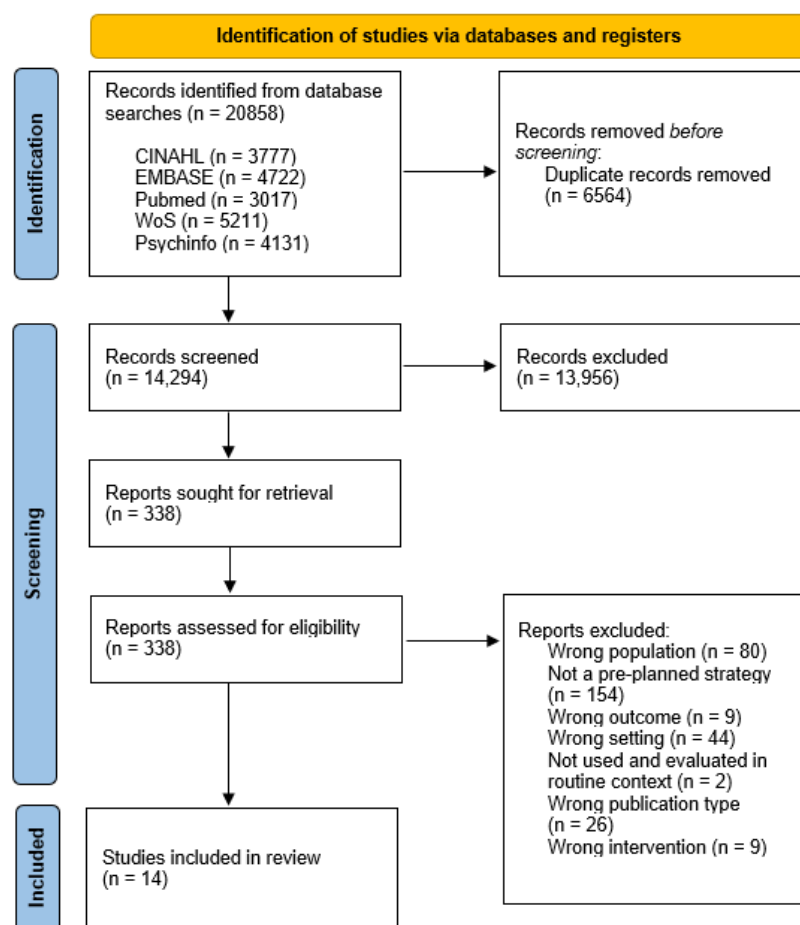 Identification of studies via databases and registers
Identification
Records identified from database
searches (n = 20858)
CINAHL (n = 3777)
EMBASE (n = 4722)
Pubmed (n = 3017)
WoS (n = 5211)
Psychinfo (n = 4131)
Records removed before
screening:
Duplicate records removed
(n = 6564)
Screening
Records screened
(n = 14,294)
Records excluded
(n = 13,956)
Reports sought for retrieval
(n = 338)
Reports assessed for eligibility
(n = 338)
Reports excluded:
Wrong population (n = 80)
Not a pre-planned strategy
(n = 154)
Wrong outcome (n = 9)
Wrong setting (n = 44)
Not used and evaluated in
routine context (n = 2)
Wrong publication type
(n = 26)
Wrong intervention (n = 9)
Included
Studies included in review
(n = 14)